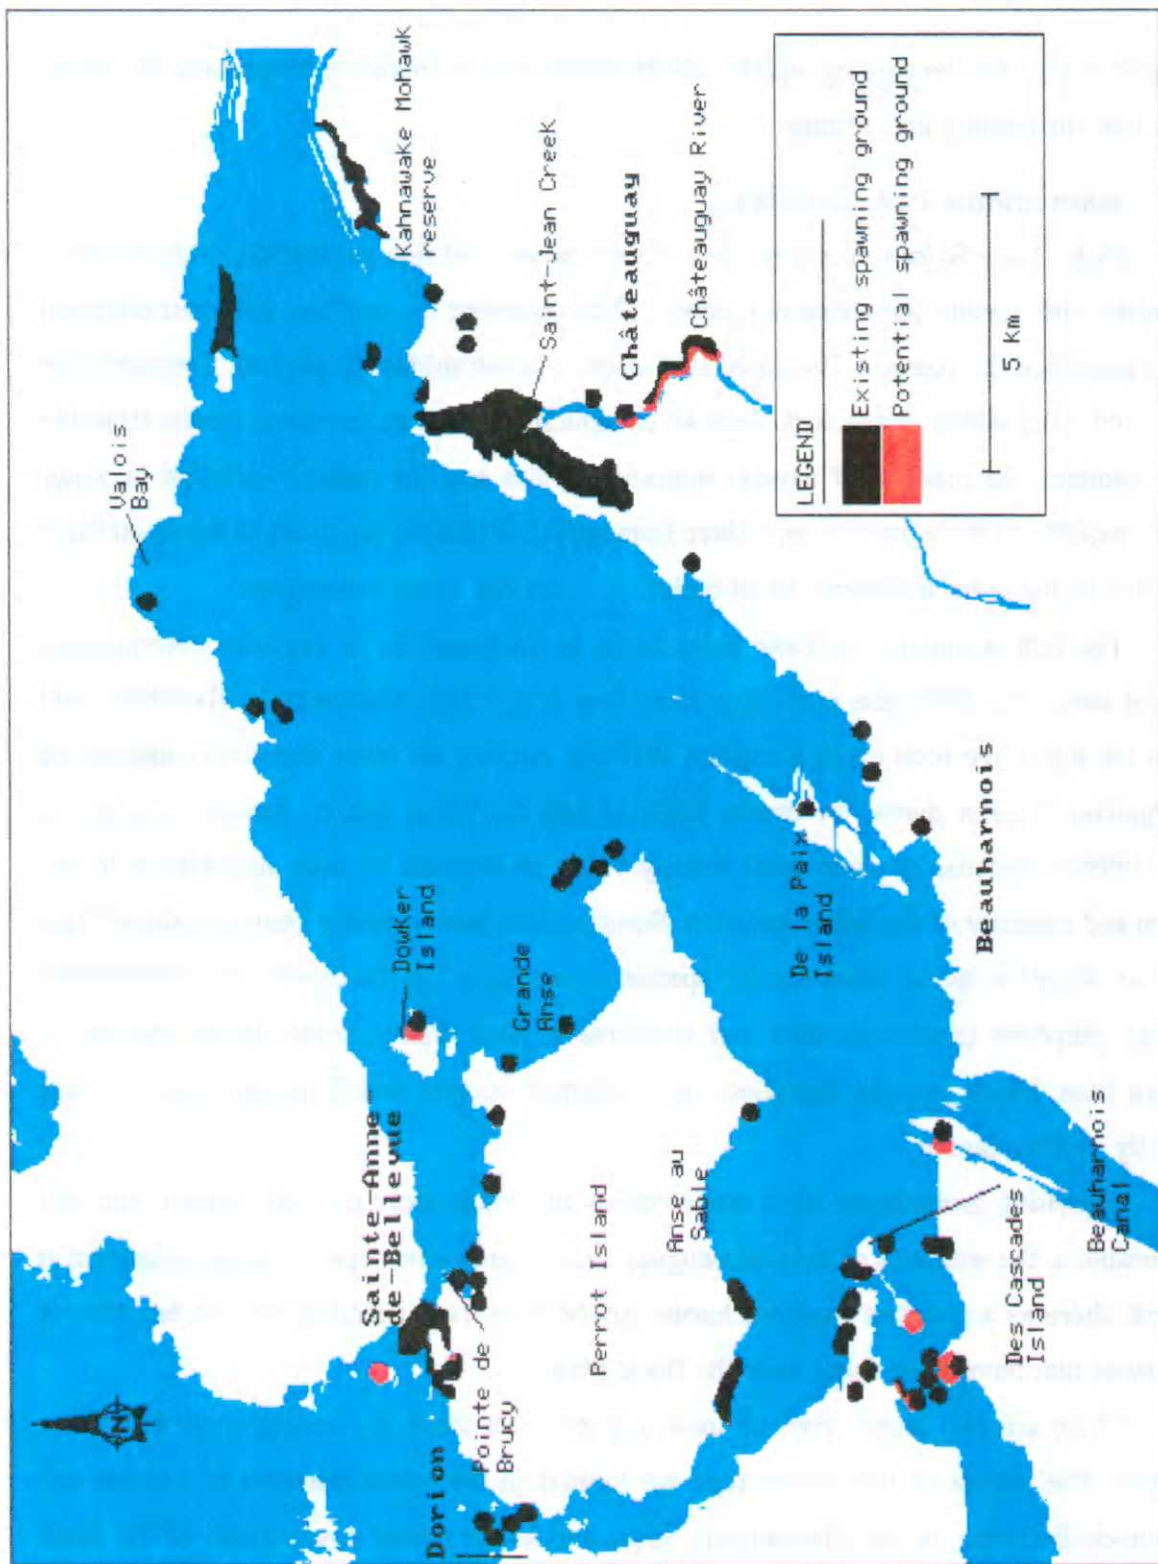 Valois
Bay
Kahnawake Mohawk
reserve
Saint-Jean Creek
Châteaguay
Châteauguay River
Dowker
Island
Grande
Anse
Sainte-Anne
de-Bellevue
Dorion
Pointe de
Brucy
Perrot Island
Anse au
Sable
De la Paix
Island
Beauharnois
Des Cascades
Island
Beauharnois
Canal
N
LEGEND
Existing spawning ground
Potential spawning ground
5 Km